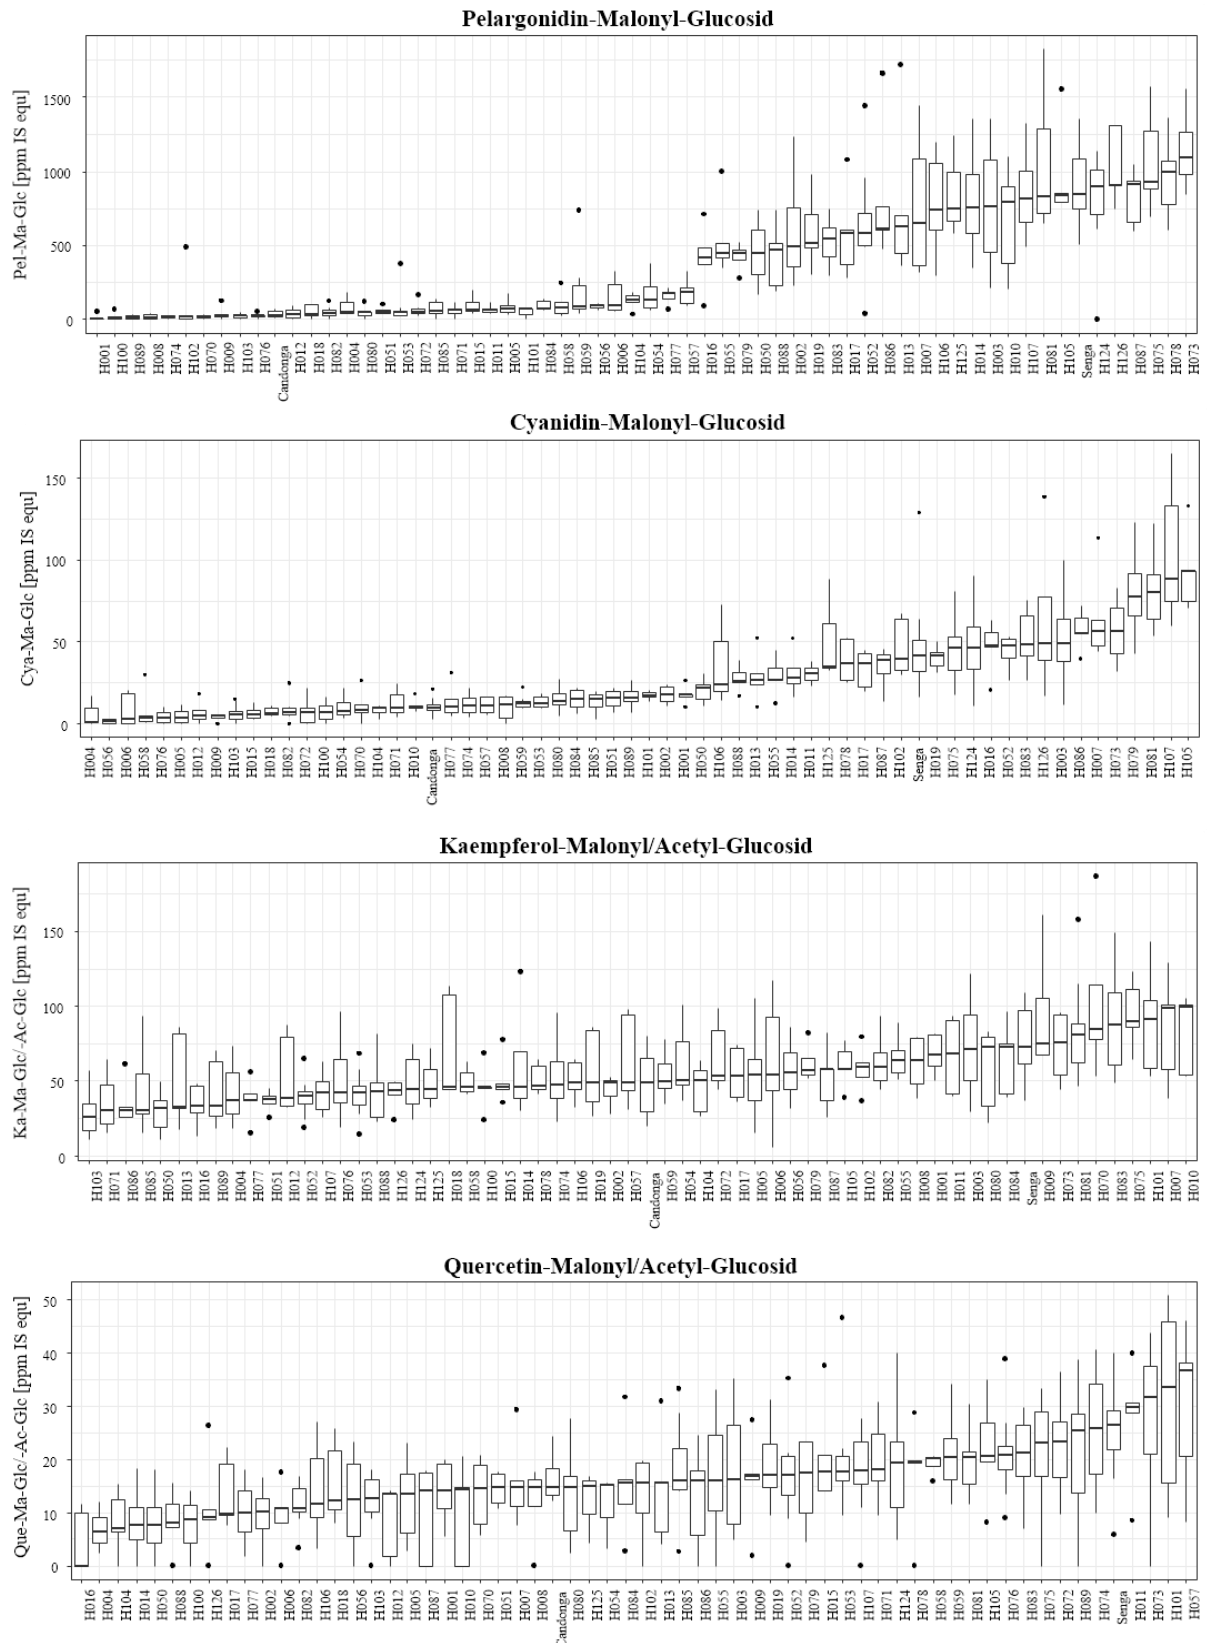 Pelargonidin-Malonyl-Glucosid
Pel-Ma-Glc [ppm IS equ]
1500
1000
500
0
H001 H100 H089 H008 H074 H102 H070 H009 H103 H076 Candonga H012 H018 H082 H004 H080 H051 H053 H072 H085 H071 H015 H011 H005 H101 H084 H058 H059 H056 H006 H104 H054 H077 H057 H016 H055 H079 H050 H088 H002 H019 H083 H017 H052 H086 H013 H007 H106 H125 H014 H003 H010 H107 H081 H105 Senga H124 H126 H087 H075 H078 H073
Cyanidin-Malonyl-Glucosid
Cya-Ma-Glc [ppm IS equ]
150
100
50
0
H004 H056 H006 H058 H076 H005 H012 H009 H103 H015 H018 H082 H072 H100 H054 H070 H104 H071 H010 Candonga H077 H074 H057 H008 H059 H053 H080 H084 H085 H051 H089 H101 H002 H001 H050 H106 H088 H013 H055 H014 H011 H125 H078 H017 H087 H102 Senga H019 H075 H124 H016 H052 H083 H126 H003 H086 H007 H073 H079 H081 H107 H105
Kaempferol-Malonyl/Acetyl-Glucosid
Ka-Ma-Glc/-Ac-Glc [ppm IS equ]
150
100
50
0
H103 H071 H086 H085 H050 H013 H016 H089 H004 H077 H051 H012 H052 H107 H076 H053 H088 H126 H124 H125 H018 H058 H100 H015 H014 H078 H074 H106 H019 H002 H057 Candonga H059 H054 H104 H072 H017 H005 H006 H056 H079 H087 H105 H102 H082 H055 H008 H001 H011 H003 H080 H084 Senga H009 H073 H081 H070 H083 H075 H101 H007 H010
Quercetin-Malonyl/Acetyl-Glucosid
Que-Ma-Glc/-Ac-Glc [ppm IS equ]
50
40
30
20
10
0
H016 H004 H104 H014 H050 H088 H100 H017 H077 H002 H006 H082 H106 H018 H056 H103 H012 H005 H087 H001 H010 H070 H051 H007 H008 Candonga H080 H125 H054 H084 H102 H013 H085 H086 H055 H003 H009 H019 H052 H079 H015 H053 H107 H071 H124 H078 H058 H059 H081 H105 H076 H083 H075 H072 H089 H074 Senga H011 H073 H101 H057